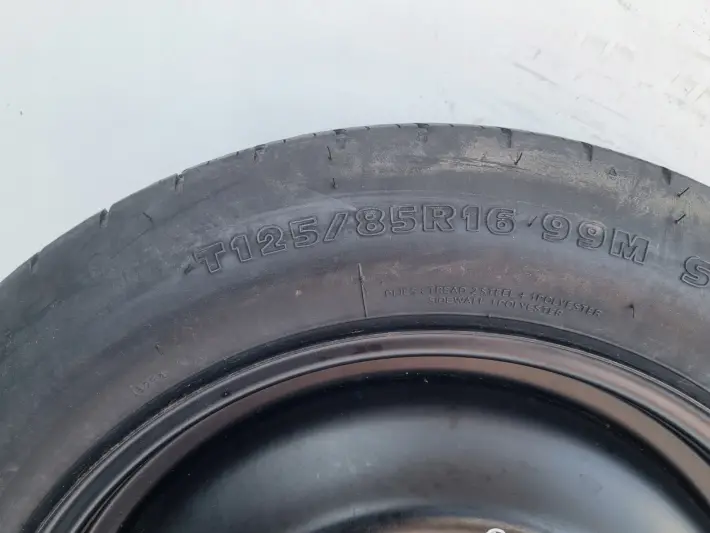 T125/85R16 99M S
PLIES: TREAD 2 STEEL + 1 POLYESTER
SIDEWALL 1 POLYESTER